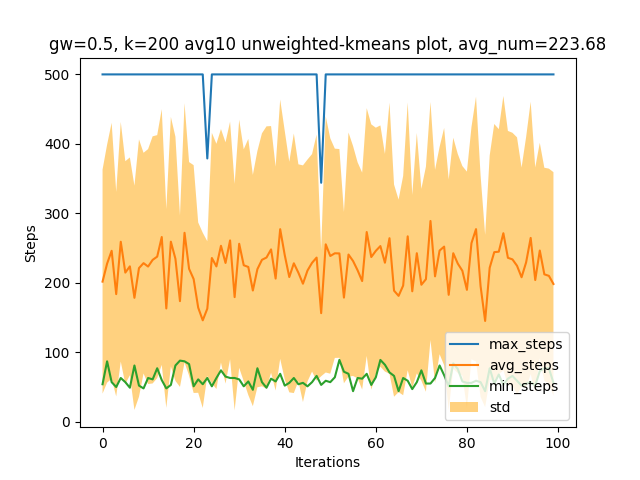 gw=0.5, k=200 avg10 unweighted-kmeans plot, avg_num=223.68
500
400
300
200
100
0
Steps
0 20 40 60 80 100
Iterations
max_steps
avg_steps
min_steps
std